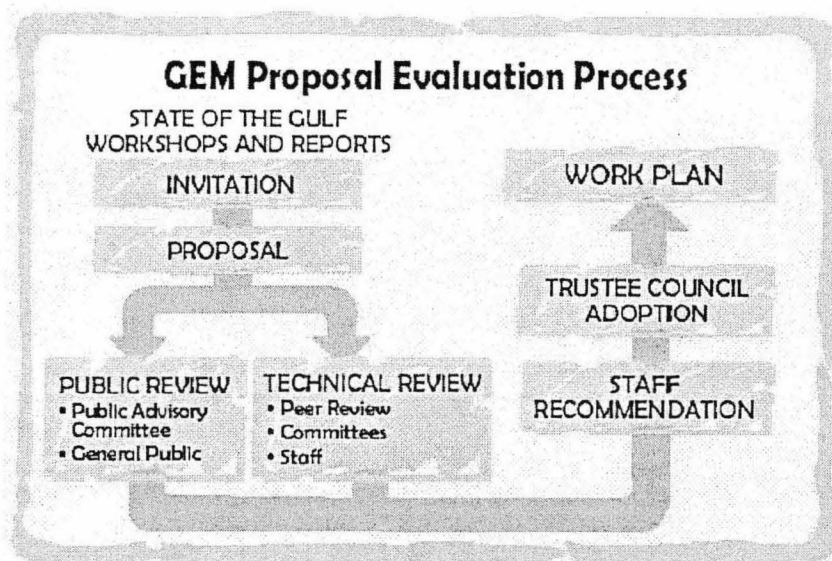 GEM Proposal Evaluation Process
STATE OF THE GULF
WORKSHOPS AND REPORTS
INVITATION
PROPOSAL
PUBLIC REVIEW
• Public Advisory
Committee
• General Public
TECHNICAL REVIEW
• Peer Review
• Committees
• Staff
STAFF
RECOMMENDATION
TRUSTEE COUNCIL
ADOPTION
WORK PLAN